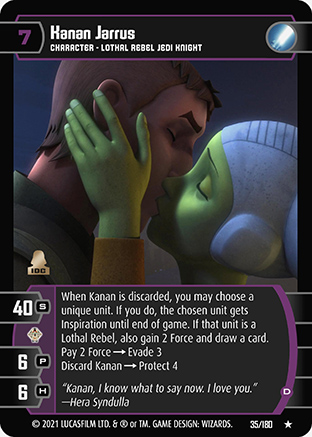 7
Kanan Jarrus
CHARACTER - LOTHAL REBEL JEDI KNIGHT
IDC
40 S
When Kanan is discarded, you may choose a
unique unit. If you do, the chosen unit gets
Inspiration until end of game. If that unit is a
Lothal Rebel, also gain 2 Force and draw a card.
6 P
Pay 2 Force → Evade 3
Discard Kanan → Protect 4
6 H
"Kanan, I know what to say now. I love you."
—Hera Syndulla
D
© 2021 LUCASFILM LTD. & ® or TM. GAME DESIGN: WIZARDS.
35/180